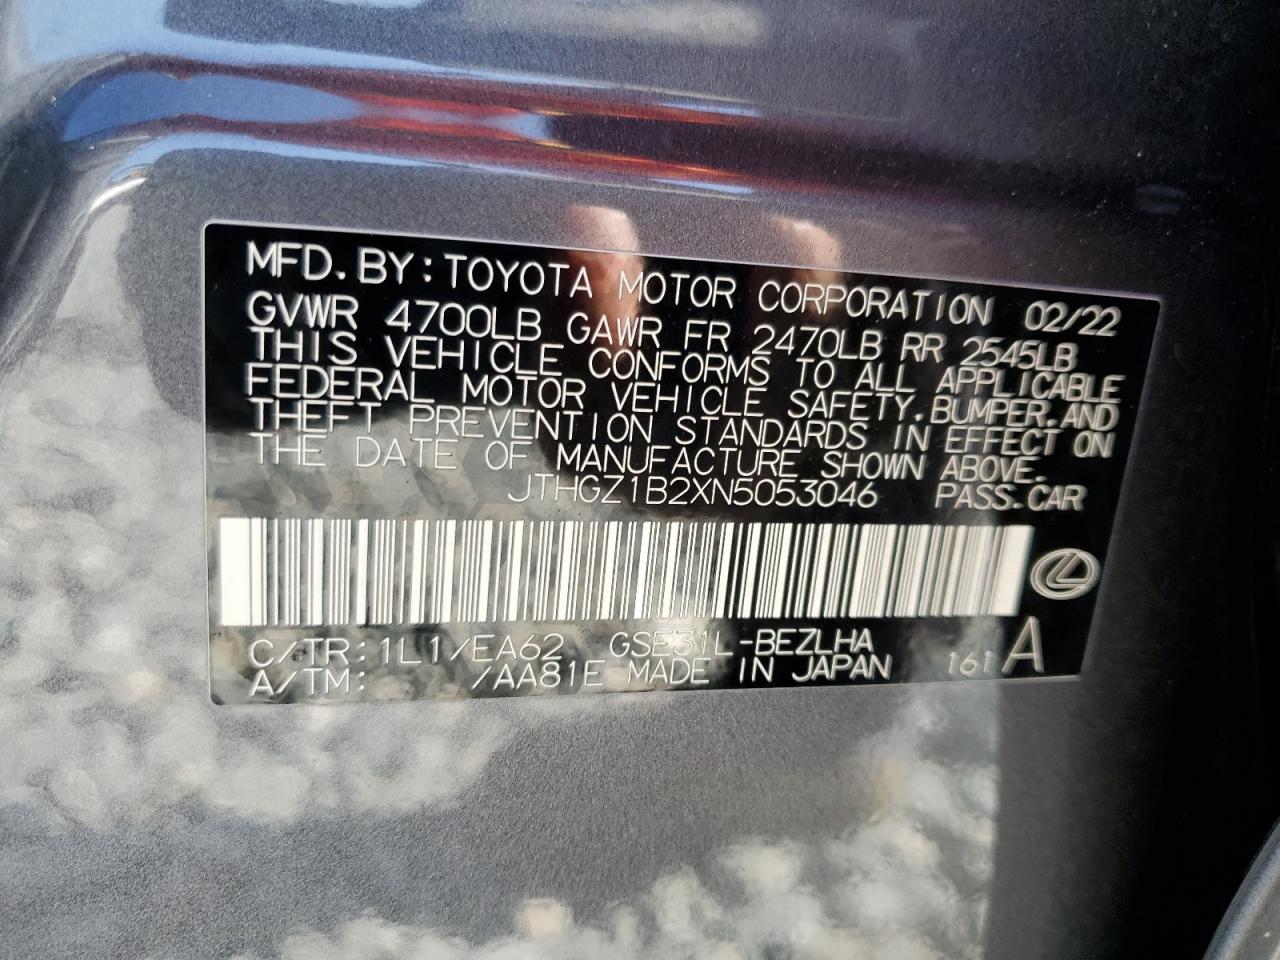 MFD. BY: TOYOTA MOTOR CORPORATION 02/22
GVWR 4700LB GAWR FR 2470LB RR 2545LB
THIS VEHICLE CONFORMS TO ALL APPLICABLE
FEDERAL MOTOR VEHICLE SAFETY, BUMPER, AND
THEFT PREVENTION STANDARDS IN EFFECT ON
THE DATE OF MANUFACTURE SHOWN ABOVE.
JTHGZ1B2XN5053046 PASS. CAR
C/TR: 1L1/EA62 GSE31L-BEZLHA
A/TM: /AA81E MADE IN JAPAN 161 A